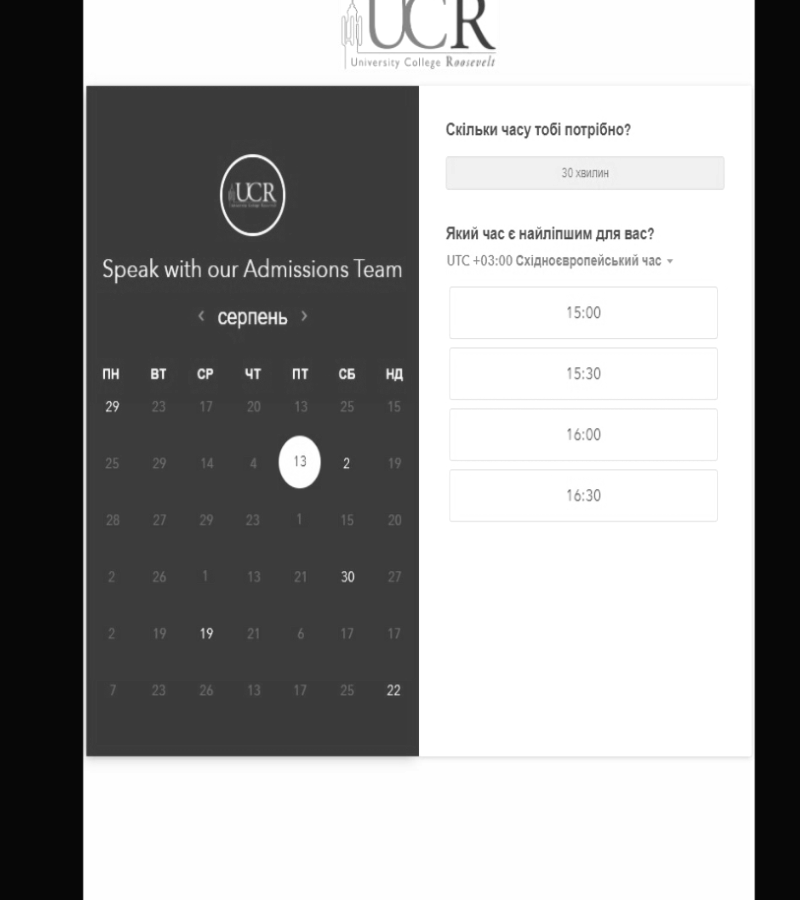 UCR
University College Roosevelt
UCR
Speak with our Admissions Team
‹ серпень ›
ПН ВТ СР ЧТ ПТ СБ НД
29 23 17 20 13 25 15
25 29 14 4 13 2 19
28 27 29 23 1 15 20
2 26 1 13 21 30 27
2 19 19 21 6 17 17
7 23 26 13 17 25 22
Скільки часу тобі потрібно?
30 хвилин
Який час є найліпшим для вас?
UTC +03:00 Східноєвропейський час
15:00
15:30
16:00
16:30